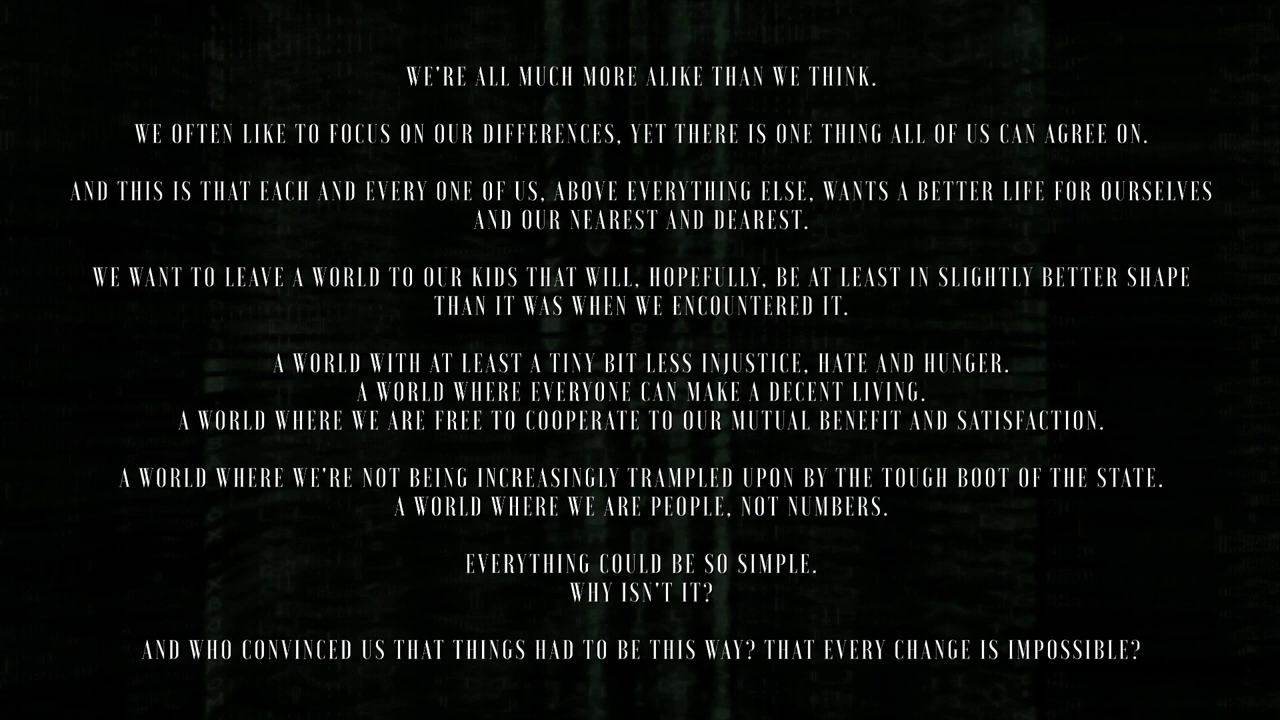 WE'RE ALL MUCH MORE ALIKE THAN WE THINK.
WE OFTEN LIKE TO FOCUS ON OUR DIFFERENCES, YET THERE IS ONE THING ALL OF US CAN AGREE ON.
AND THIS IS THAT EACH AND EVERY ONE OF US, ABOVE EVERYTHING ELSE, WANTS A BETTER LIFE FOR OURSELVES
AND OUR NEAREST AND DEAREST.
WE WANT TO LEAVE A WORLD TO OUR KIDS THAT WILL, HOPEFULLY, BE AT LEAST IN SLIGHTLY BETTER SHAPE
THAN IT WAS WHEN WE ENCOUNTERED IT.
A WORLD WITH AT LEAST A TINY BIT LESS INJUSTICE, HATE AND HUNGER.
A WORLD WHERE EVERYONE CAN MAKE A DECENT LIVING.
A WORLD WHERE WE ARE FREE TO COOPERATE TO OUR MUTUAL BENEFIT AND SATISFACTION.
A WORLD WHERE WE'RE NOT BEING INCREASINGLY TRAMPLED UPON BY THE TOUGH BOOT OF THE STATE.
A WORLD WHERE WE ARE PEOPLE, NOT NUMBERS.
EVERYTHING COULD BE SO SIMPLE.
WHY ISN'T IT?
AND WHO CONVINCED US THAT THINGS HAD TO BE THIS WAY? THAT EVERY CHANGE IS IMPOSSIBLE?